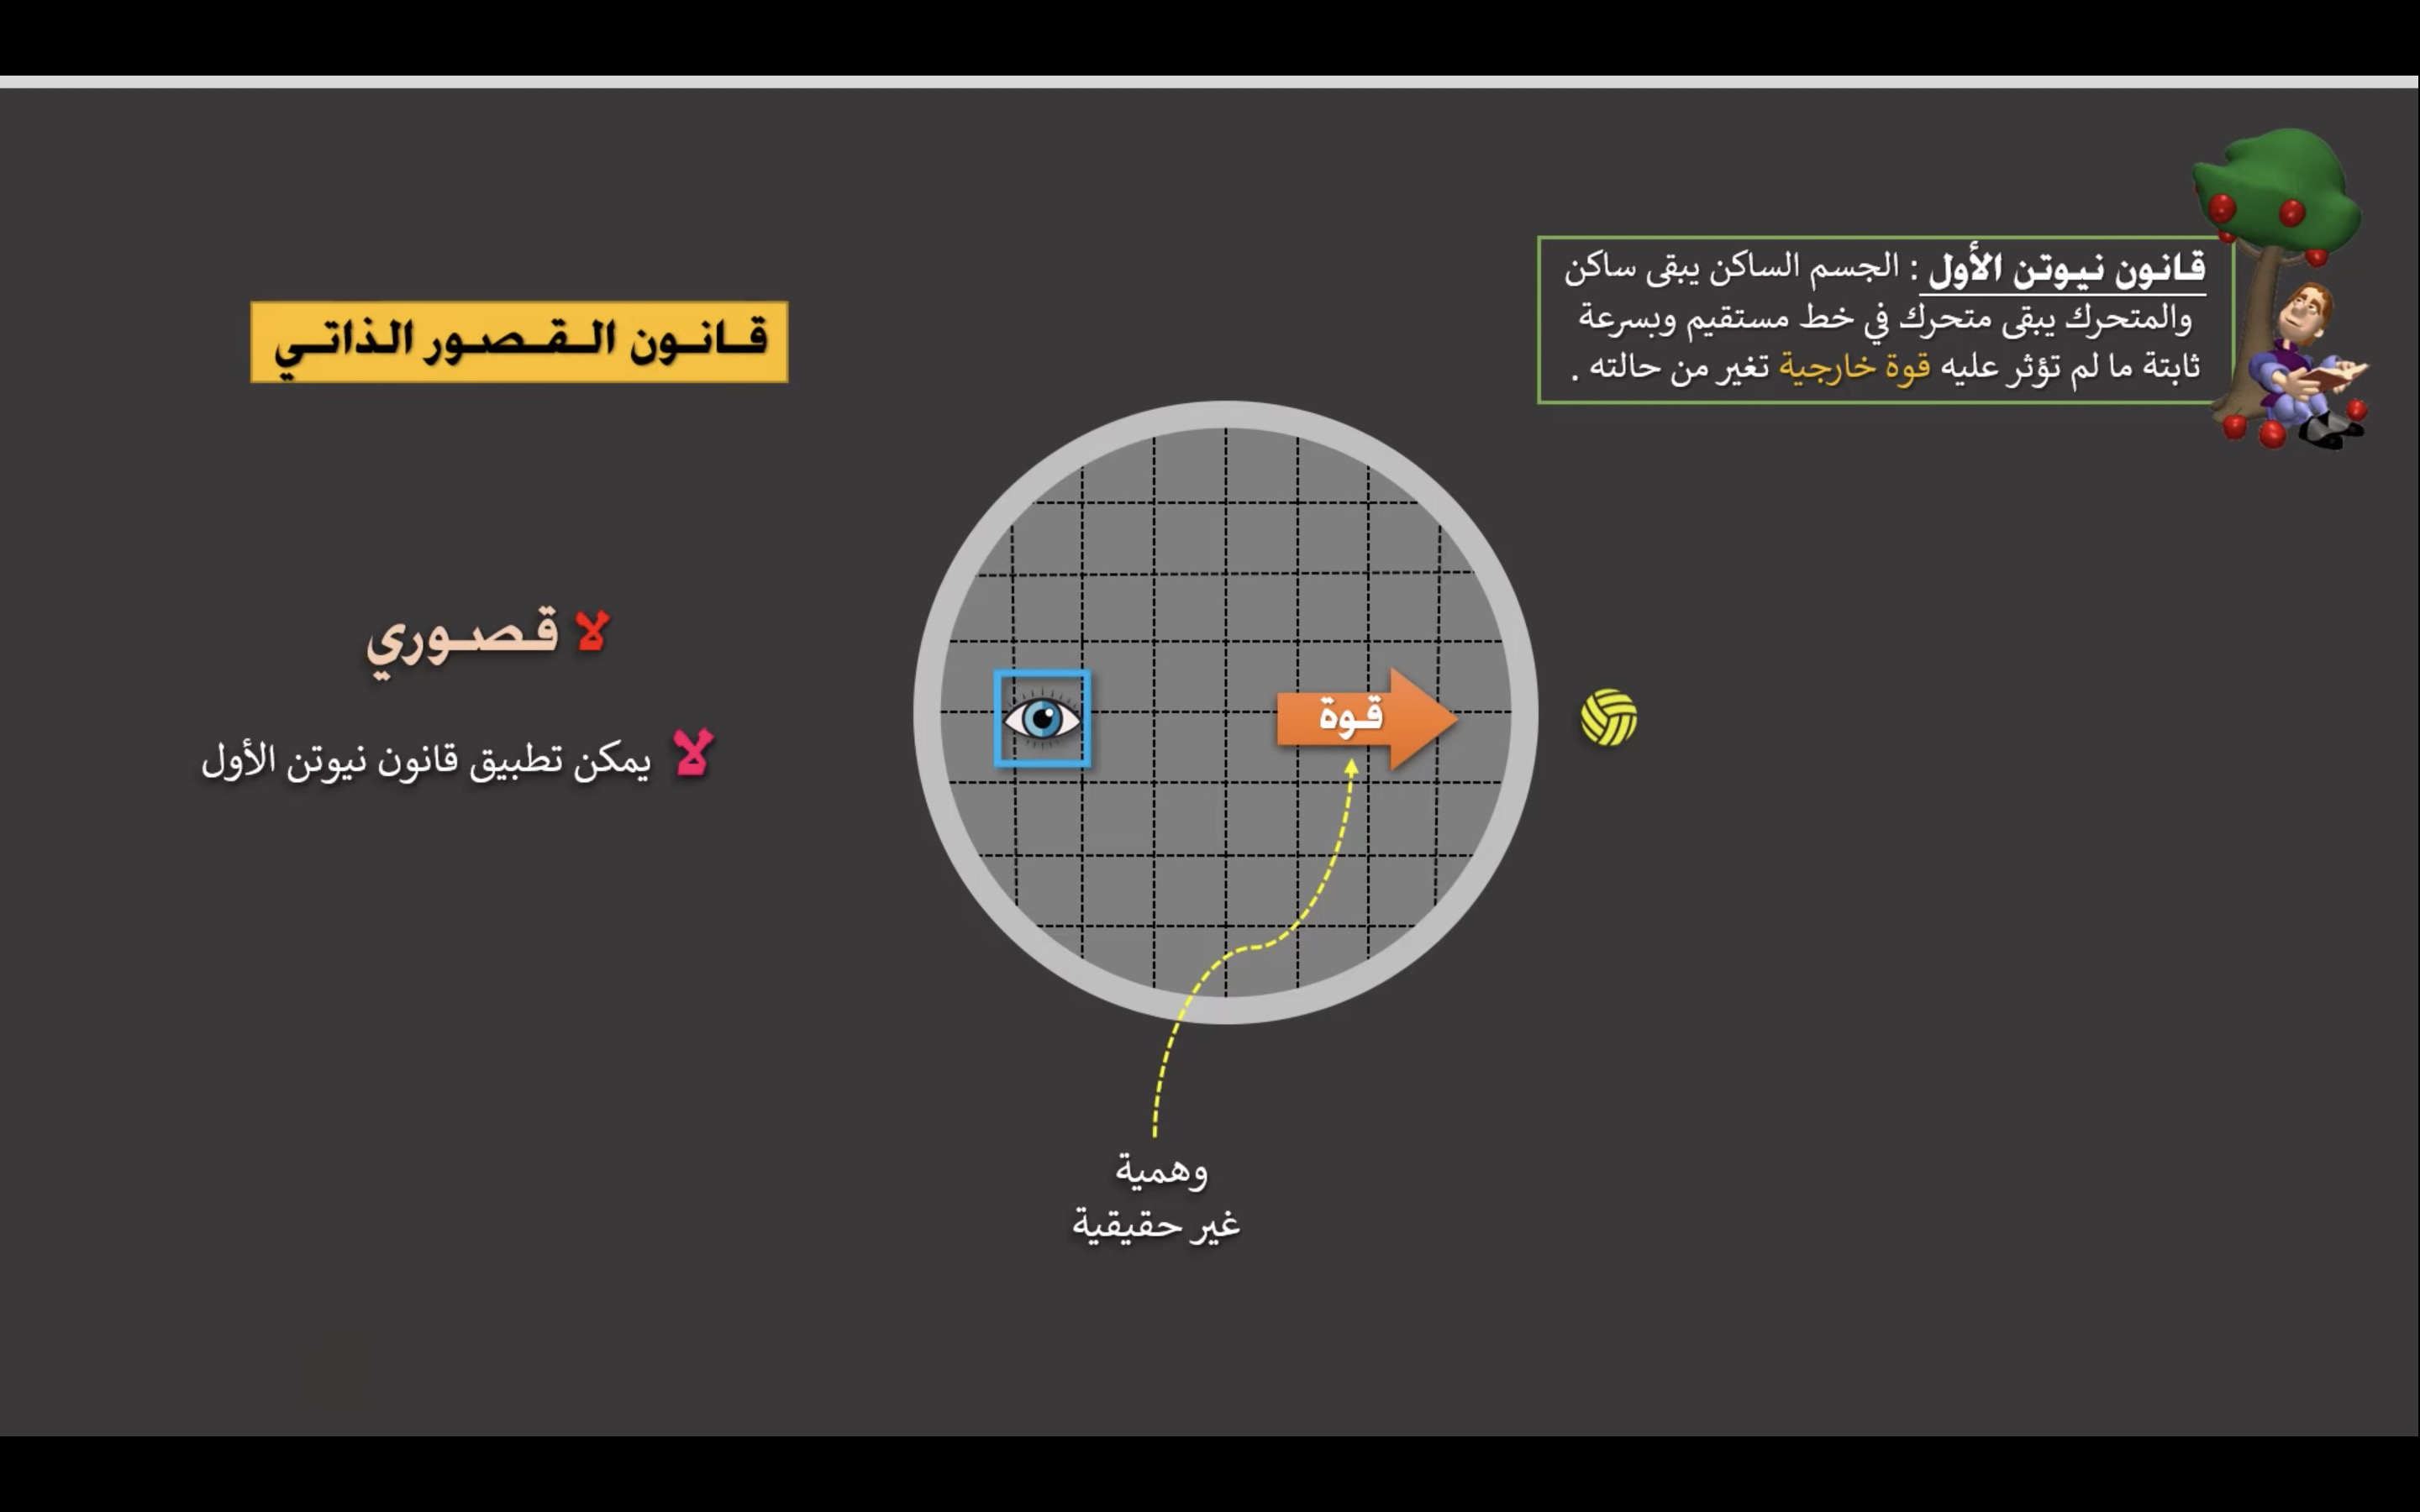 قانون نيوتن الأول : الجسم الساكن يبقى ساكن
والمتحرك يبقى متحرك في خط مستقيم وبسرعة
ثابتة ما لم تؤثر عليه قوة خارجية تغير من حالته .
قانون القصور الذاتي
لا قصوري
لا يمكن تطبيق قانون نيوتن الأول
قوة
وهمية
غير حقيقية